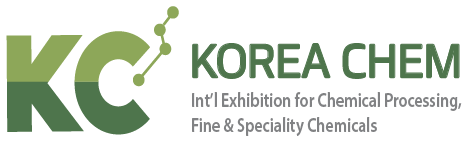 KC
KOREA CHEM
Int'l Exhibition for Chemical Processing,
Fine & Speciality Chemicals